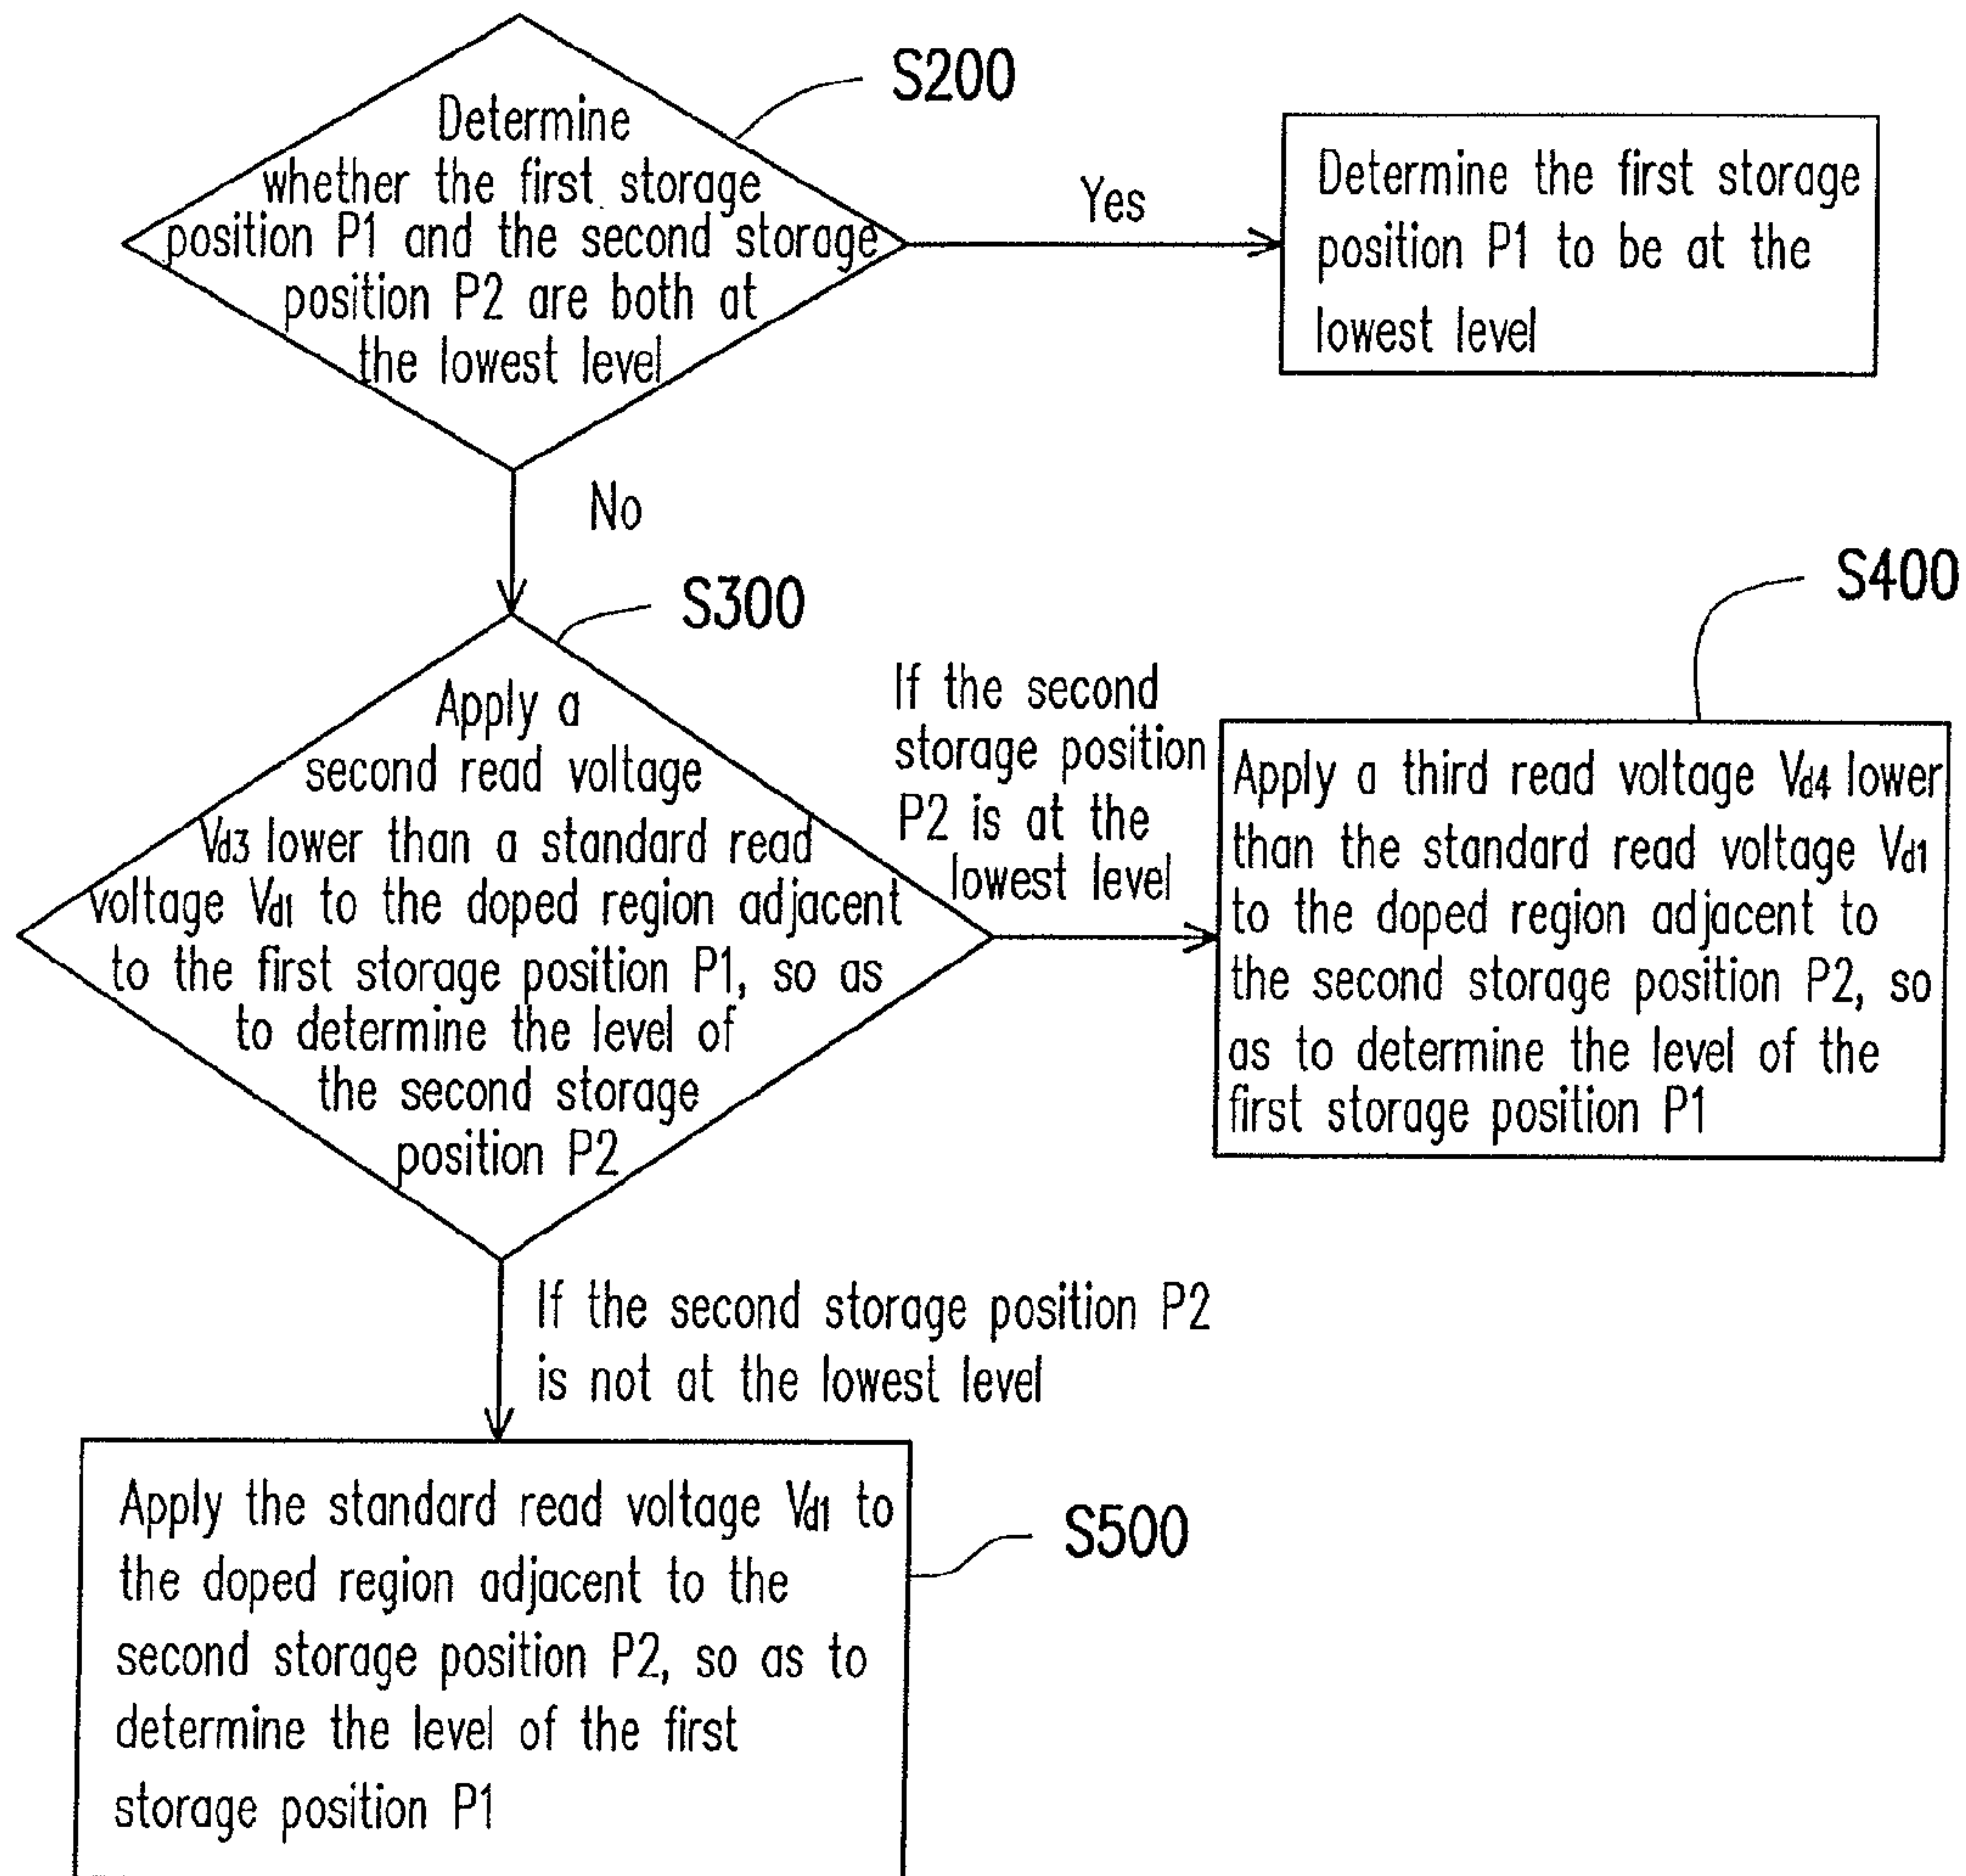 S200
Determine
whether the first storage
position P1 and the second storage
position P2 are both at
the lowest level
Yes
Determine the first storage
position P1 to be at the
lowest level
No
S300
Apply a
second read voltage
Vd3 lower than a standard read
voltage Vd1 to the doped region adjacent
to the first storage position P1, so as
to determine the level of
the second storage
position P2
If the second
storage position
P2 is at the
lowest level
S400
Apply a third read voltage Vd4 lower
than the standard read voltage Vd1
to the doped region adjacent to
the second storage position P2, so
as to determine the level of the
first storage position P1
If the second storage position P2
is not at the lowest level
Apply the standard read voltage Vd1 to
the doped region adjacent to the
second storage position P2, so as to
determine the level of the first
storage position P1
S500